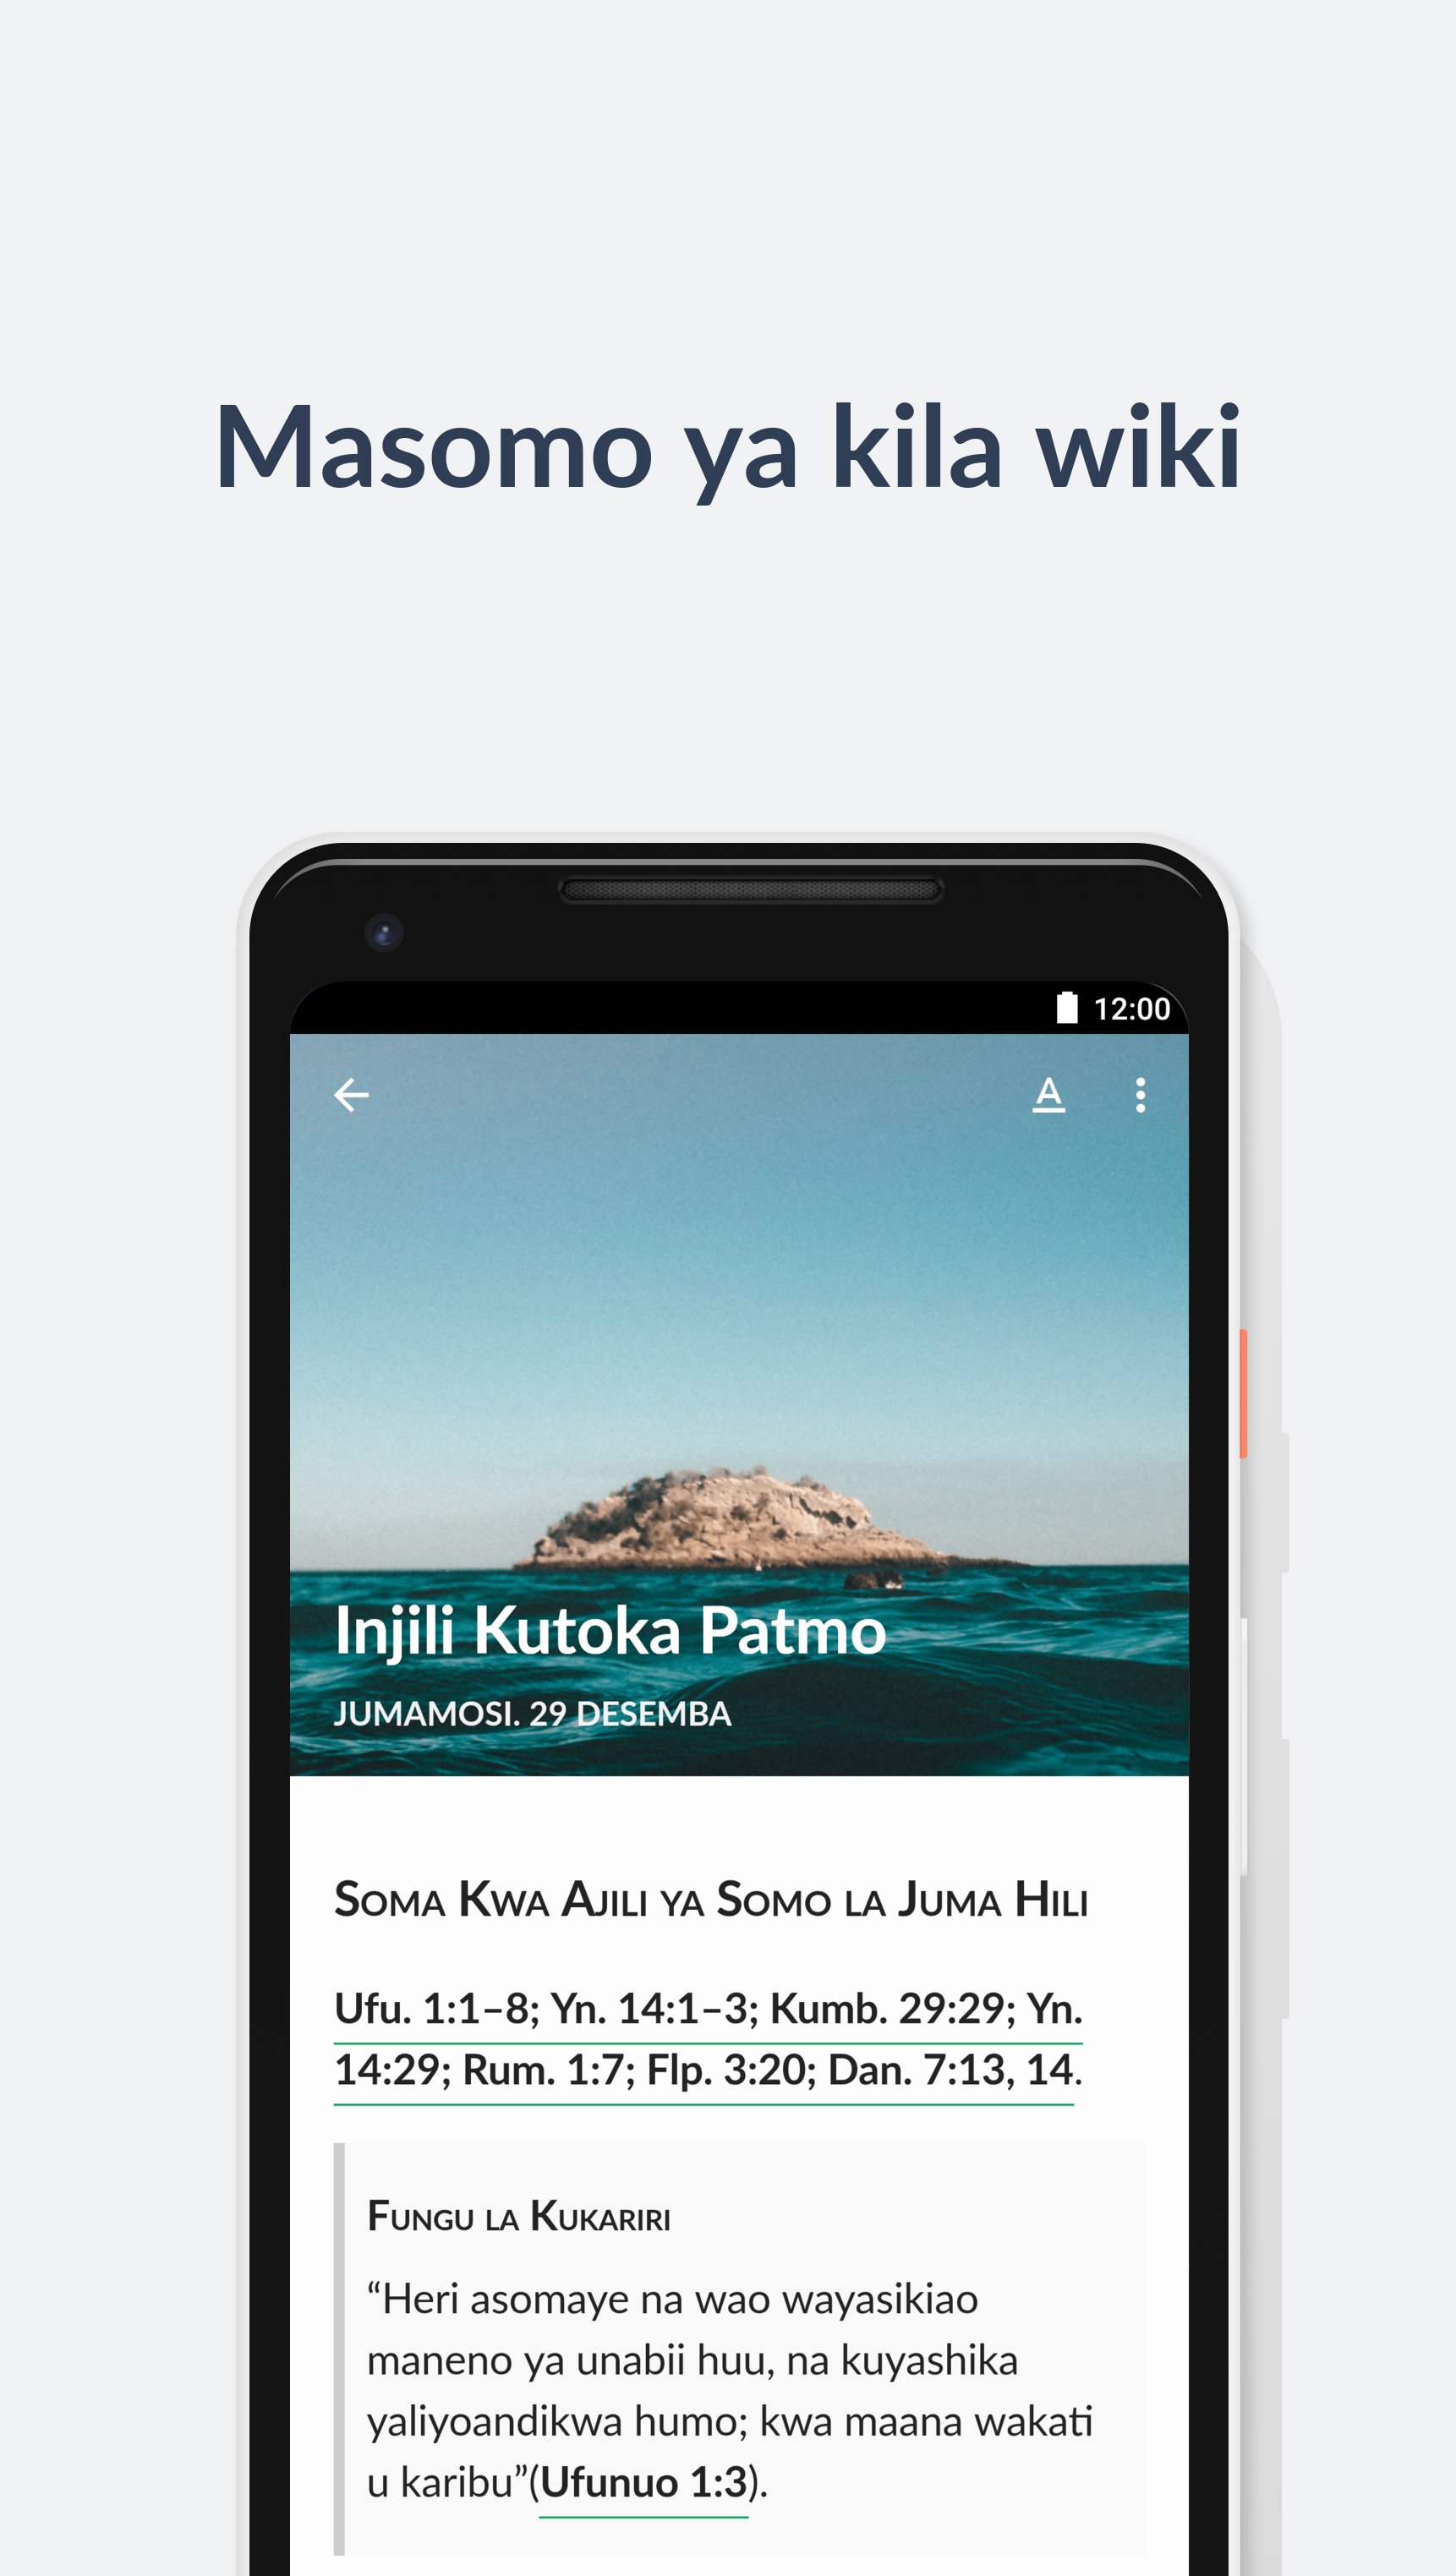 Masomo ya kila wiki
12:00
A
Injili Kutoka Patmo
JUMAMOSI. 29 DESEMBA
Soma Kwa Ajili ya Somo la Juma Hili
Ufu. 1:1–8; Yn. 14:1–3; Kumb. 29:29; Yn.
14:29; Rum. 1:7; Flp. 3:20; Dan. 7:13, 14.
Fungu la Kukariri
“Heri asomaye na wao wayasikiao
maneno ya unabii huu, na kuyashika
yaliyoandikwa humo; kwa maana wakati
u karibu”(Ufunuo 1:3).